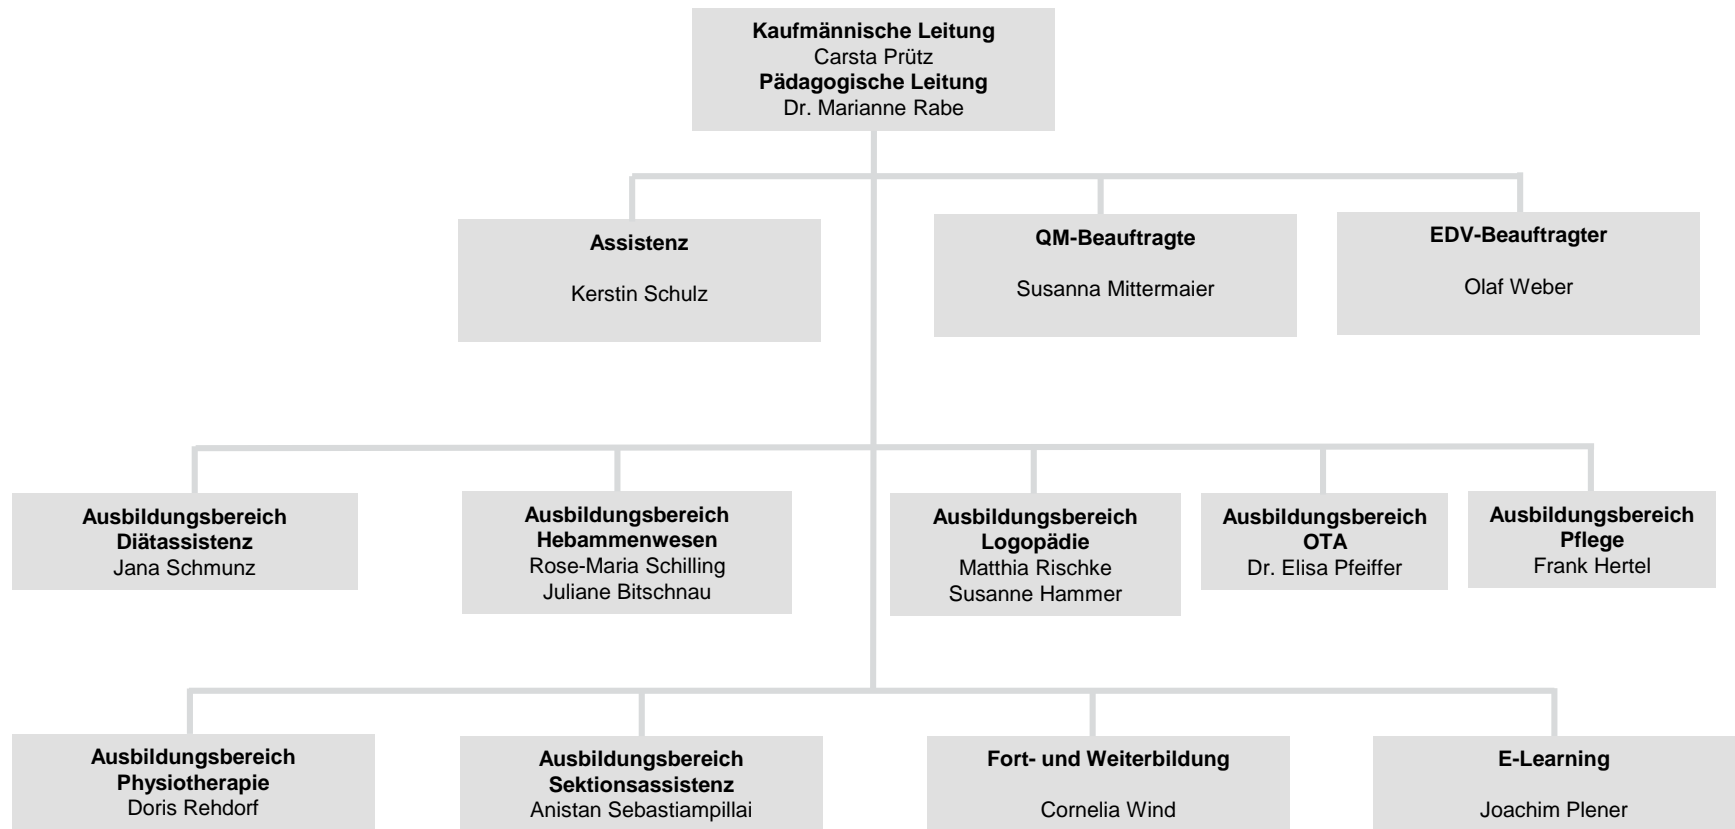 Kaufmännische Leitung
Carsta Prütz
Pädagogische Leitung
Dr. Marianne Rabe
Assistenz
Kerstin Schulz
QM-Beauftragte
Susanna Mittermaier
EDV-Beauftragter
Olaf Weber
Ausbildungsbereich
Diätassistenz
Jana Schmunz
Ausbildungsbereich
Hebammenwesen
Rose-Maria Schilling
Juliane Bitschnau
Ausbildungsbereich
Logopädie
Matthia Rischke
Susanne Hammer
Ausbildungsbereich
OTA
Dr. Elisa Pfeiffer
Ausbildungsbereich
Pflege
Frank Hertel
Ausbildungsbereich
Physiotherapie
Doris Rehdorf
Ausbildungsbereich
Sektionsassistenz
Anistan Sebastiampillai
Fort- und Weiterbildung
Cornelia Wind
E-Learning
Joachim Plener